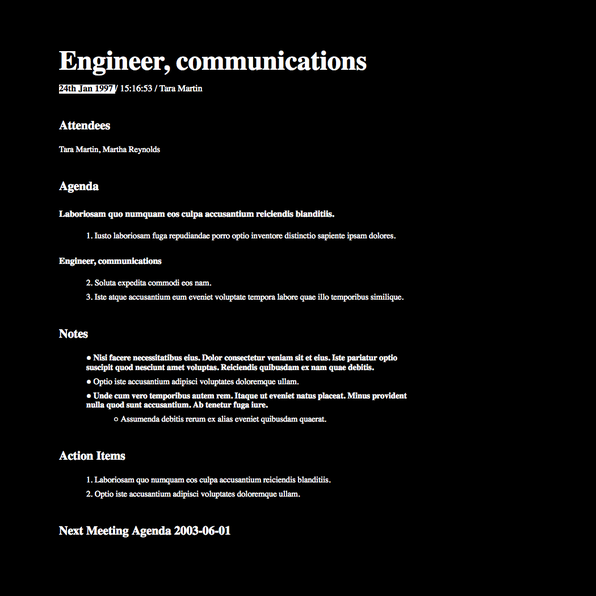 Engineer, communications
24th Jan 1997 / 15:16:53 / Tara Martin
Attendees
Tara Martin, Martha Reynolds
Agenda
Laboriosam quo numquam eos culpa accusantium reiciendis blanditiis.
1. Iusto laboriosam fuga repudiandae porro optio inventore distinctio sapiente ipsam dolores.
Engineer, communications
2. Soluta expedita commodi eos nam.
3. Iste atque accusantium eum eveniet voluptate tempora labore quae illo temporibus similique.
Notes
● Nisi facere necessitatibus eius. Dolor consectetur veniam sit et eius. Iste pariatur optio
suscipit quod nesciunt amet voluptas. Reiciendis quibusdam ex nam quae debitis.
● Optio iste accusantium adipisci voluptates doloremque ullam.
● Unde cum vero temporibus autem rem. Itaque ut eveniet natus placeat. Minus provident
nulla quod sunt accusantium. Ab tenetur fuga iure.
○ Assumenda debitis rerum ex alias eveniet quibusdam quaerat.
Action Items
1. Laboriosam quo numquam eos culpa accusantium reiciendis blanditiis.
2. Optio iste accusantium adipisci voluptates doloremque ullam.
Next Meeting Agenda 2003-06-01